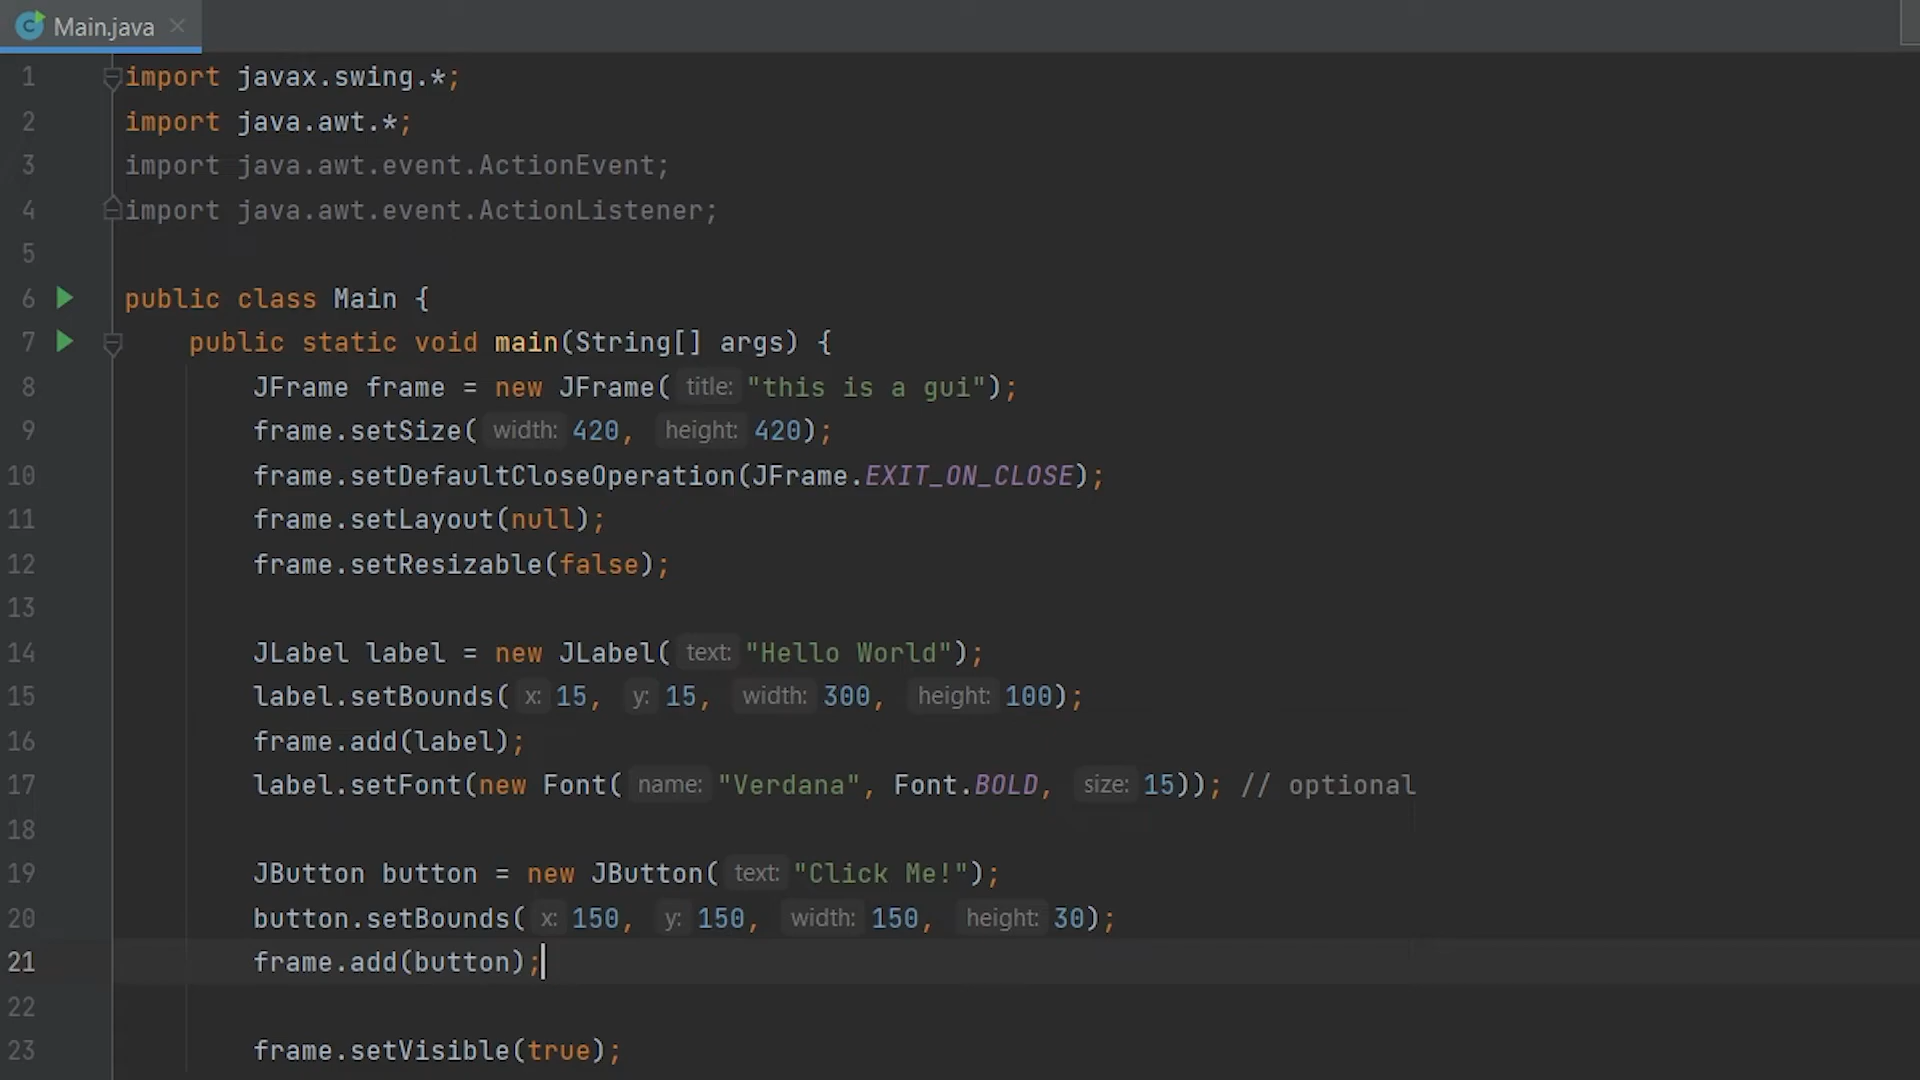 Main.java
1 import javax.swing.*;
2 import java.awt.*;
3 import java.awt.event.ActionEvent;
4 import java.awt.event.ActionListener;
5
6 public class Main {
7 public static void main(String[] args) {
8 JFrame frame = new JFrame( title: "this is a gui");
9 frame.setSize( width: 420, height: 420);
10 frame.setDefaultCloseOperation(JFrame.EXIT_ON_CLOSE);
11 frame.setLayout(null);
12 frame.setResizable(false);
13
14 JLabel label = new JLabel( text: "Hello World");
15 label.setBounds( x: 15, y: 15, width: 300, height: 100);
16 frame.add(label);
17 label.setFont(new Font( name: "Verdana", Font.BOLD, size: 15)); // optional
18
19 JButton button = new JButton( text: "Click Me!");
20 button.setBounds( x: 150, y: 150, width: 150, height: 30);
21 frame.add(button);
22
23 frame.setVisible(true);